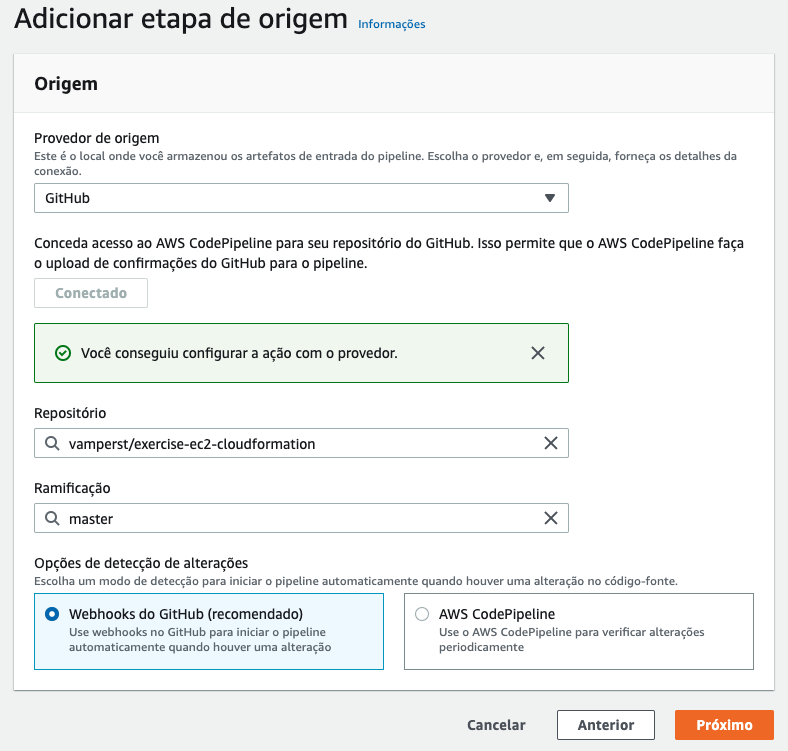 Adicionar etapa de origem Informações
Origem
Provedor de origem
Este é o local onde você armazenou os artefatos de entrada do pipeline. Escolha o provedor e, em seguida, forneça os detalhes da
conexão.
GitHub
Conceda acesso ao AWS CodePipeline para seu repositório do GitHub. Isso permite que o AWS CodePipeline faça
o upload de confirmações do GitHub para o pipeline.
Conectado
Você conseguiu configurar a ação com o provedor.
Repositório
vamperst/exercise-ec2-cloudformation
Ramificação
master
Opções de detecção de alterações
Escolha um modo de detecção para iniciar o pipeline automaticamente quando houver uma alteração no código-fonte.
Webhooks do GitHub (recomendado)
Use webhooks no GitHub para iniciar o pipeline
automaticamente quando houver uma alteração
AWS CodePipeline
Use o AWS CodePipeline para verificar alterações
periodicamente
Cancelar
Anterior
Próximo